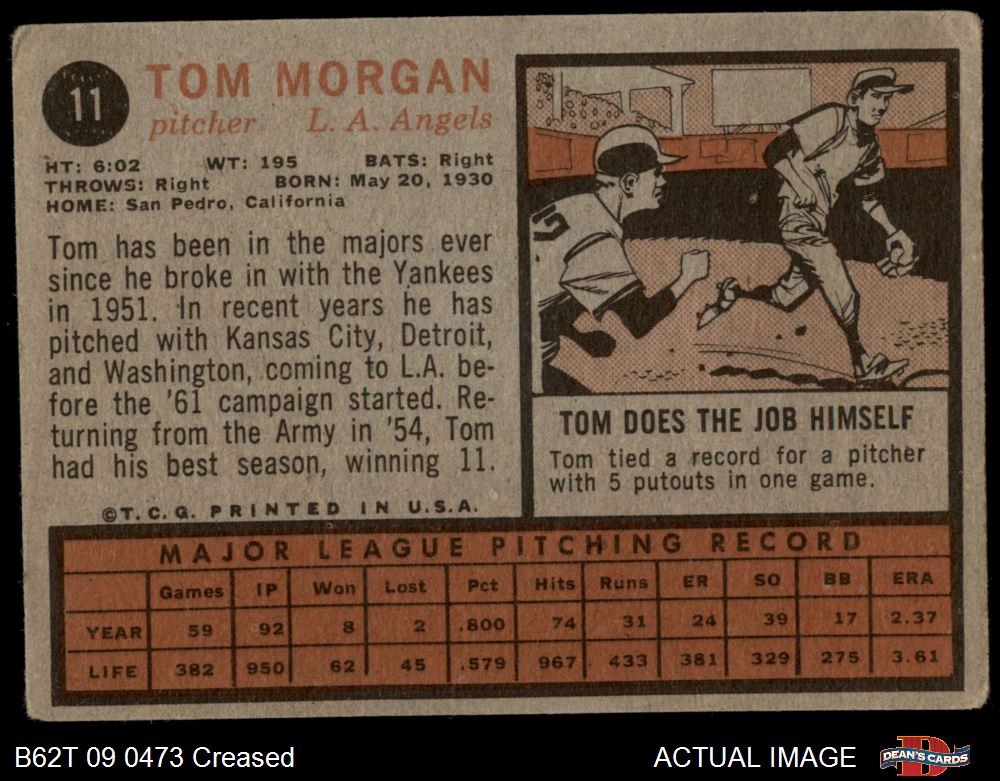 11
TOM MORGAN
pitcher L. A. Angels
HT: 6:02 WT: 195 BATS: Right
THROWS: Right BORN: May 20, 1930
HOME: San Pedro, California
Tom has been in the majors ever
since he broke in with the Yankees
in 1951. In recent years he has
pitched with Kansas City, Detroit,
and Washington, coming to L.A. be-
fore the '61 campaign started. Re-
turning from the Army in '54, Tom
had his best season, winning 11.
©T.C.G. PRINTED IN U.S.A.
5
TOM DOES THE JOB HIMSELF
Tom tied a record for a pitcher
with 5 putouts in one game.
MAJOR LEAGUE PITCHING RECORD
Games IP Won Lost Pct Hits Runs ER SO BB ERA
YEAR 59 92 8 2 .800 74 31 24 39 17 2.37
LIFE 382 950 62 45 .579 967 433 381 329 275 3.61
B62T 09 0473 Creased
ACTUAL IMAGE
D
DEAN'S CARDS